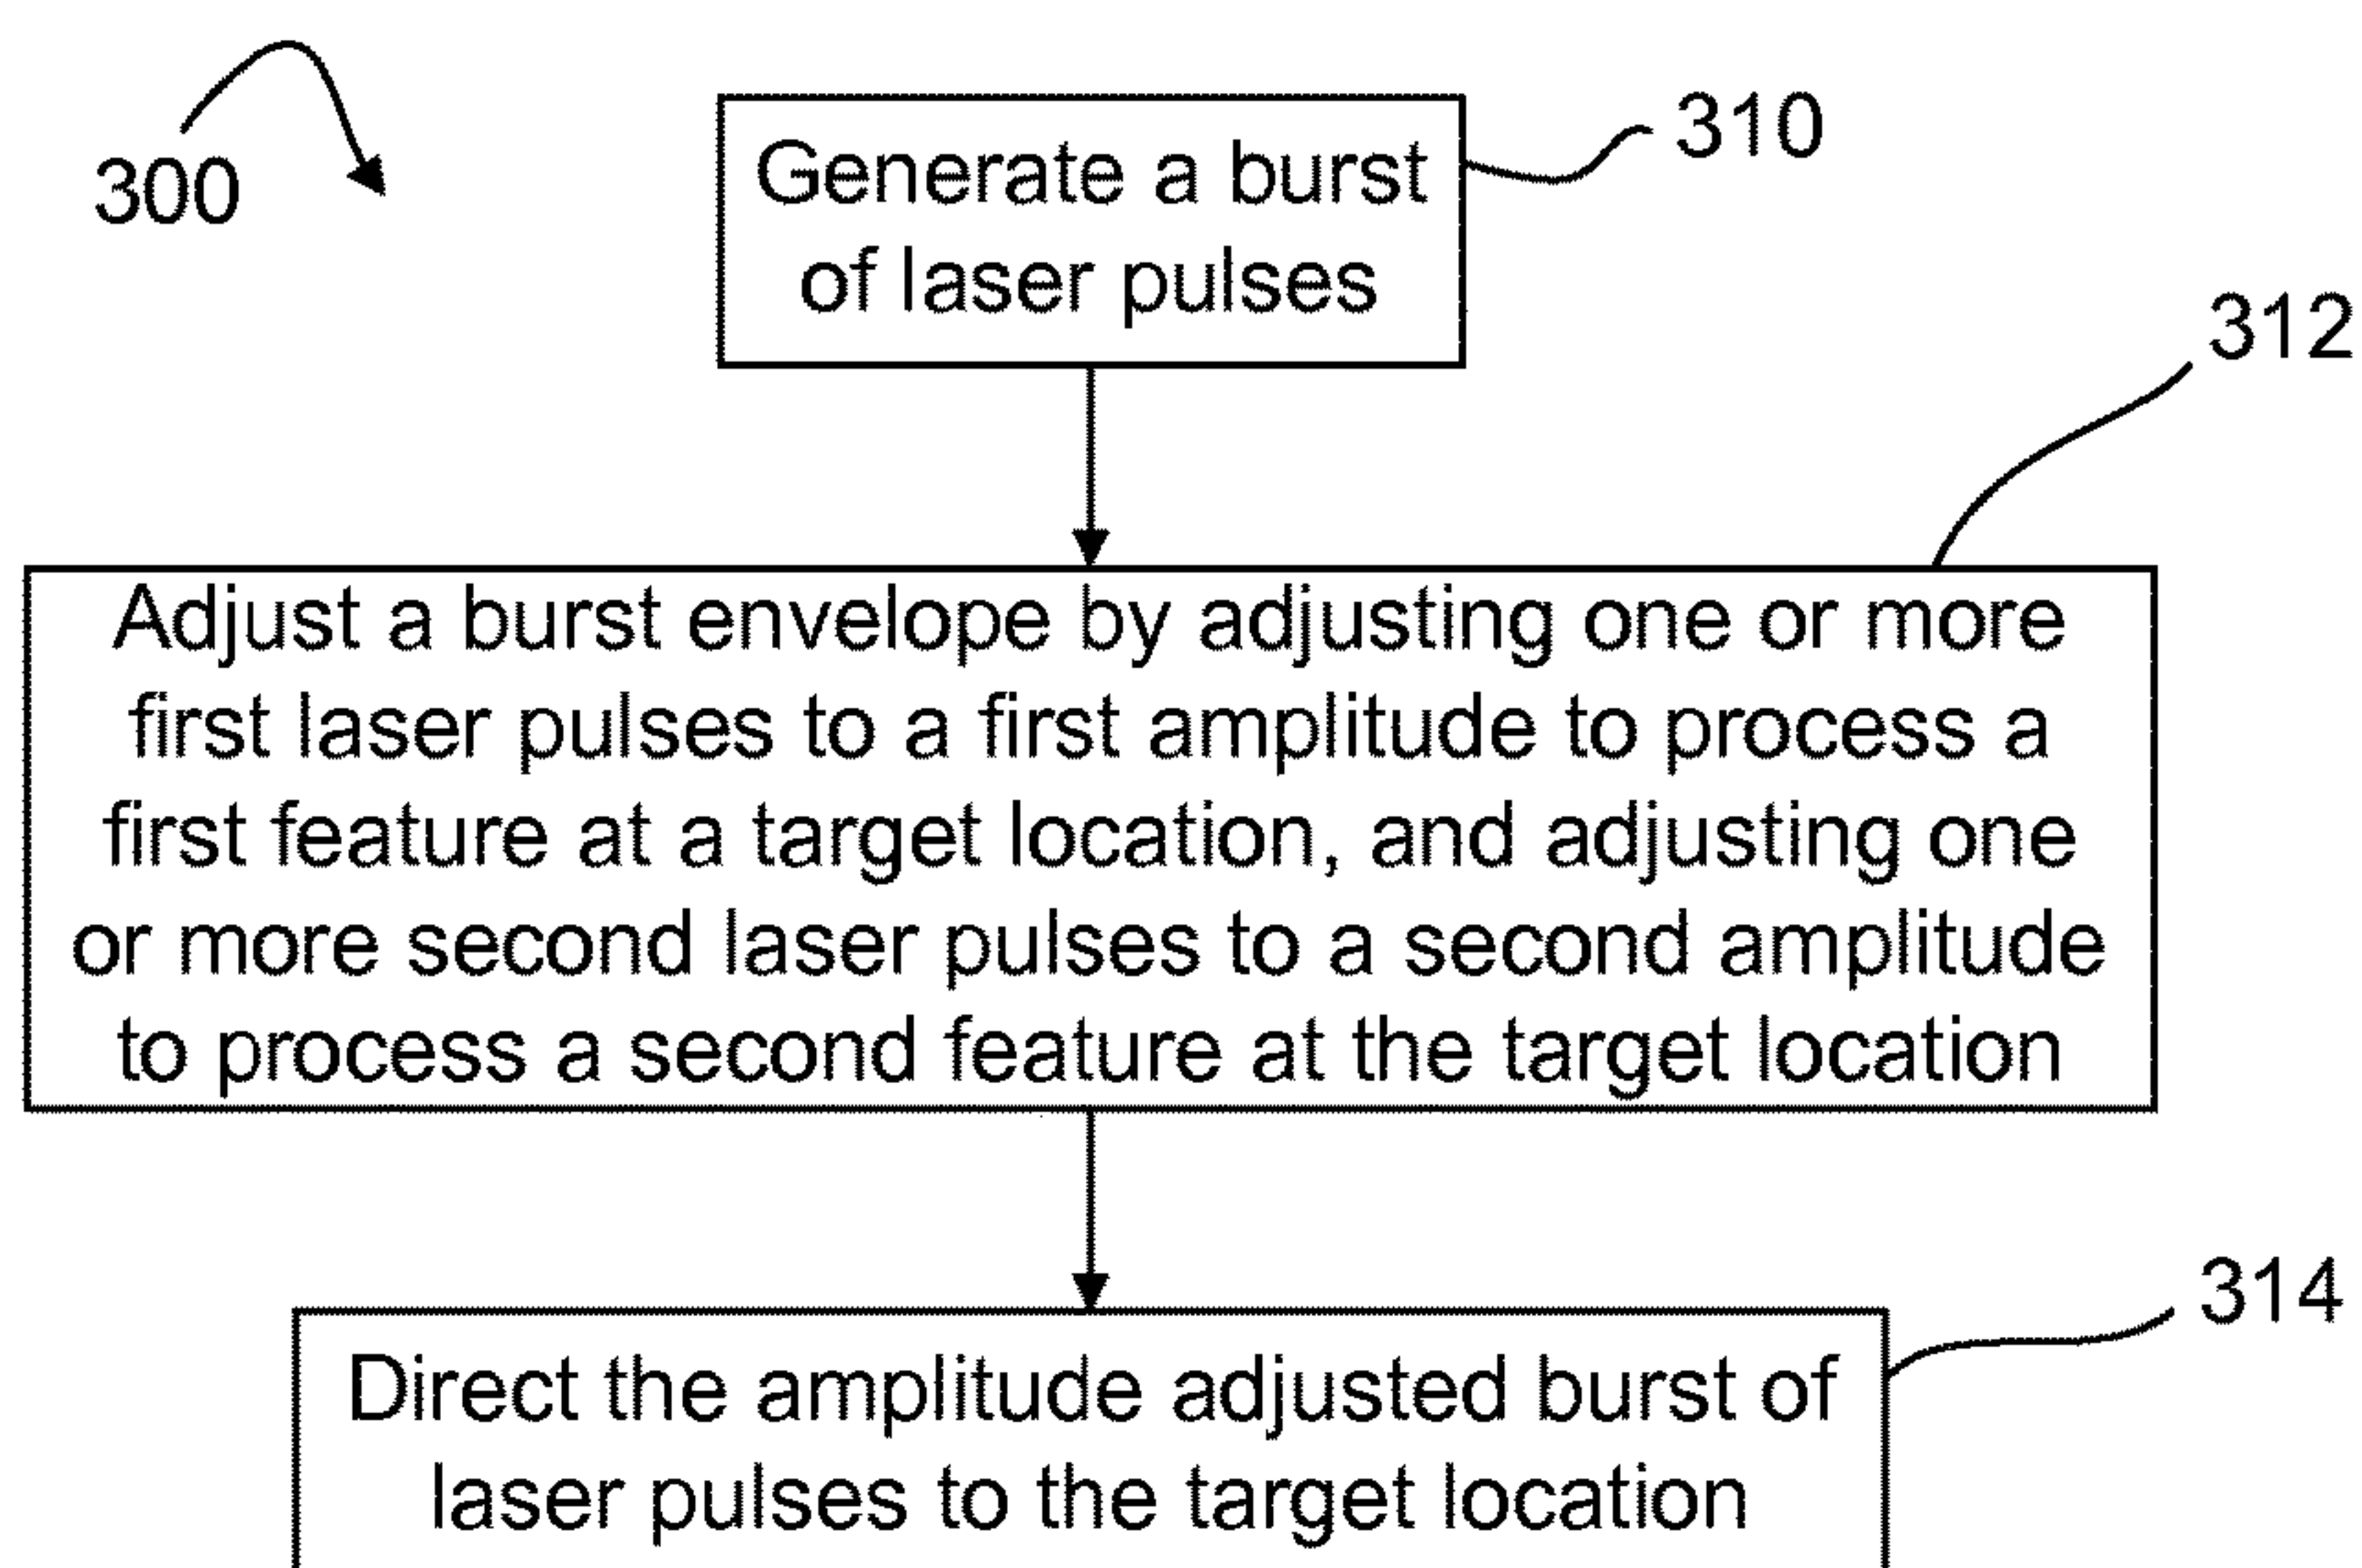 300
Generate a burst
of laser pulses
310
312
Adjust a burst envelope by adjusting one or more
first laser pulses to a first amplitude to process a
first feature at a target location, and adjusting one
or more second laser pulses to a second amplitude
to process a second feature at the target location
314
Direct the amplitude adjusted burst of
laser pulses to the target location